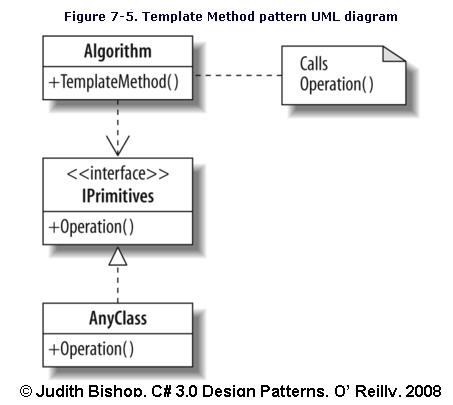 Figure 7-5. Template Method pattern UML diagram
Algorithm
+TemplateMethod()
Calls
Operation()
<<interface>>
IPrimitives
+Operation()
AnyClass
+Operation()
© Judith Bishop, C# 3.0 Design Patterns, O' Reilly, 2008